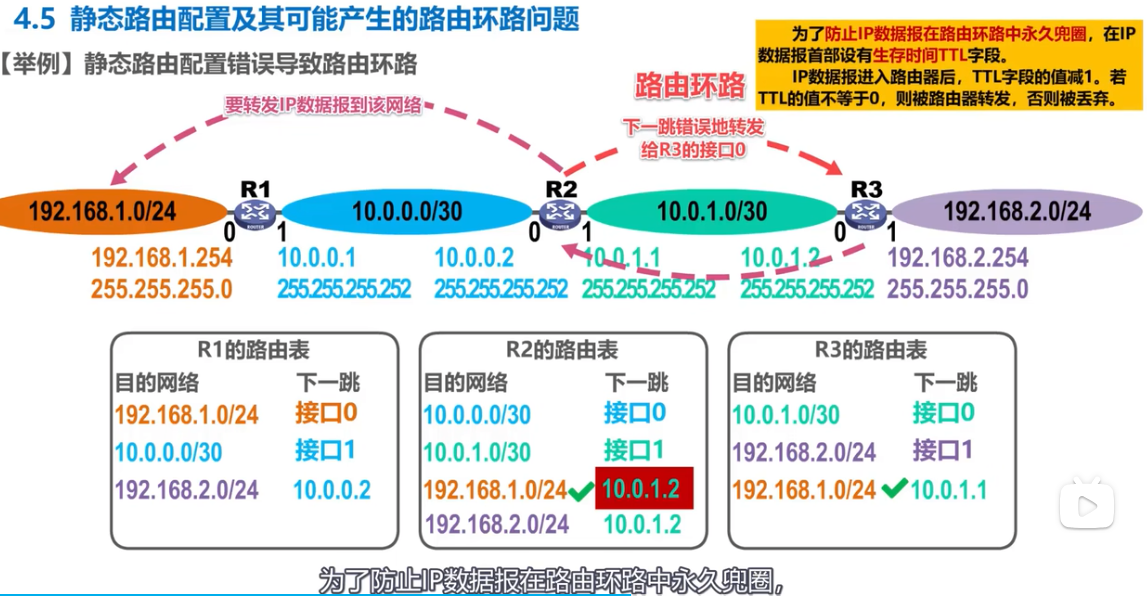 4.5 静态路由配置及其可能产生的路由环路问题
【举例】静态路由配置错误导致路由环路
为了防止IP数据报在路由环路中永久兜圈，在IP
数据报首部设有生存时间TTL字段。
IP数据报进入路由器后，TTL字段的值减1。若
TTL的值不等于0，则被路由器转发，否则被丢弃。
路由环路
要转发IP数据报到该网络
下一跳错误地转发
给R3的接口0
R1 R2 R3
192.168.1.0/24 10.0.0.0/30 10.0.1.0/30 192.168.2.0/24
ROUTER ROUTER ROUTER
0 1 0 1 0 1
192.168.1.254 10.0.0.1 10.0.0.2 10.0.1.1 10.0.1.2 192.168.2.254
255.255.255.0 255.255.255.252 255.255.255.252 255.255.255.252 255.255.255.252 255.255.255.0
R1的路由表
目的网络 下一跳
192.168.1.0/24 接口0
10.0.0.0/30 接口1
192.168.2.0/24 10.0.0.2
R2的路由表
目的网络 下一跳
10.0.0.0/30 接口0
10.0.1.0/30 接口1
192.168.1.0/24 10.0.1.2
192.168.2.0/24 10.0.1.2
R3的路由表
目的网络 下一跳
10.0.1.0/30 接口0
192.168.2.0/24 接口1
192.168.1.0/24 10.0.1.1
为了防止IP数据报在路由环路中永久兜圈，